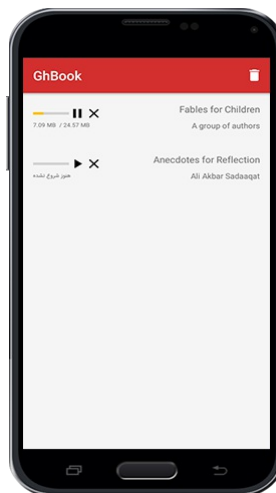 GhBook
Fables for Children
7.09 MB / 24.57 MB
A group of authors
Anecdotes for Reflection
هنوز شروع نشده
Ali Akbar Sadaaqat